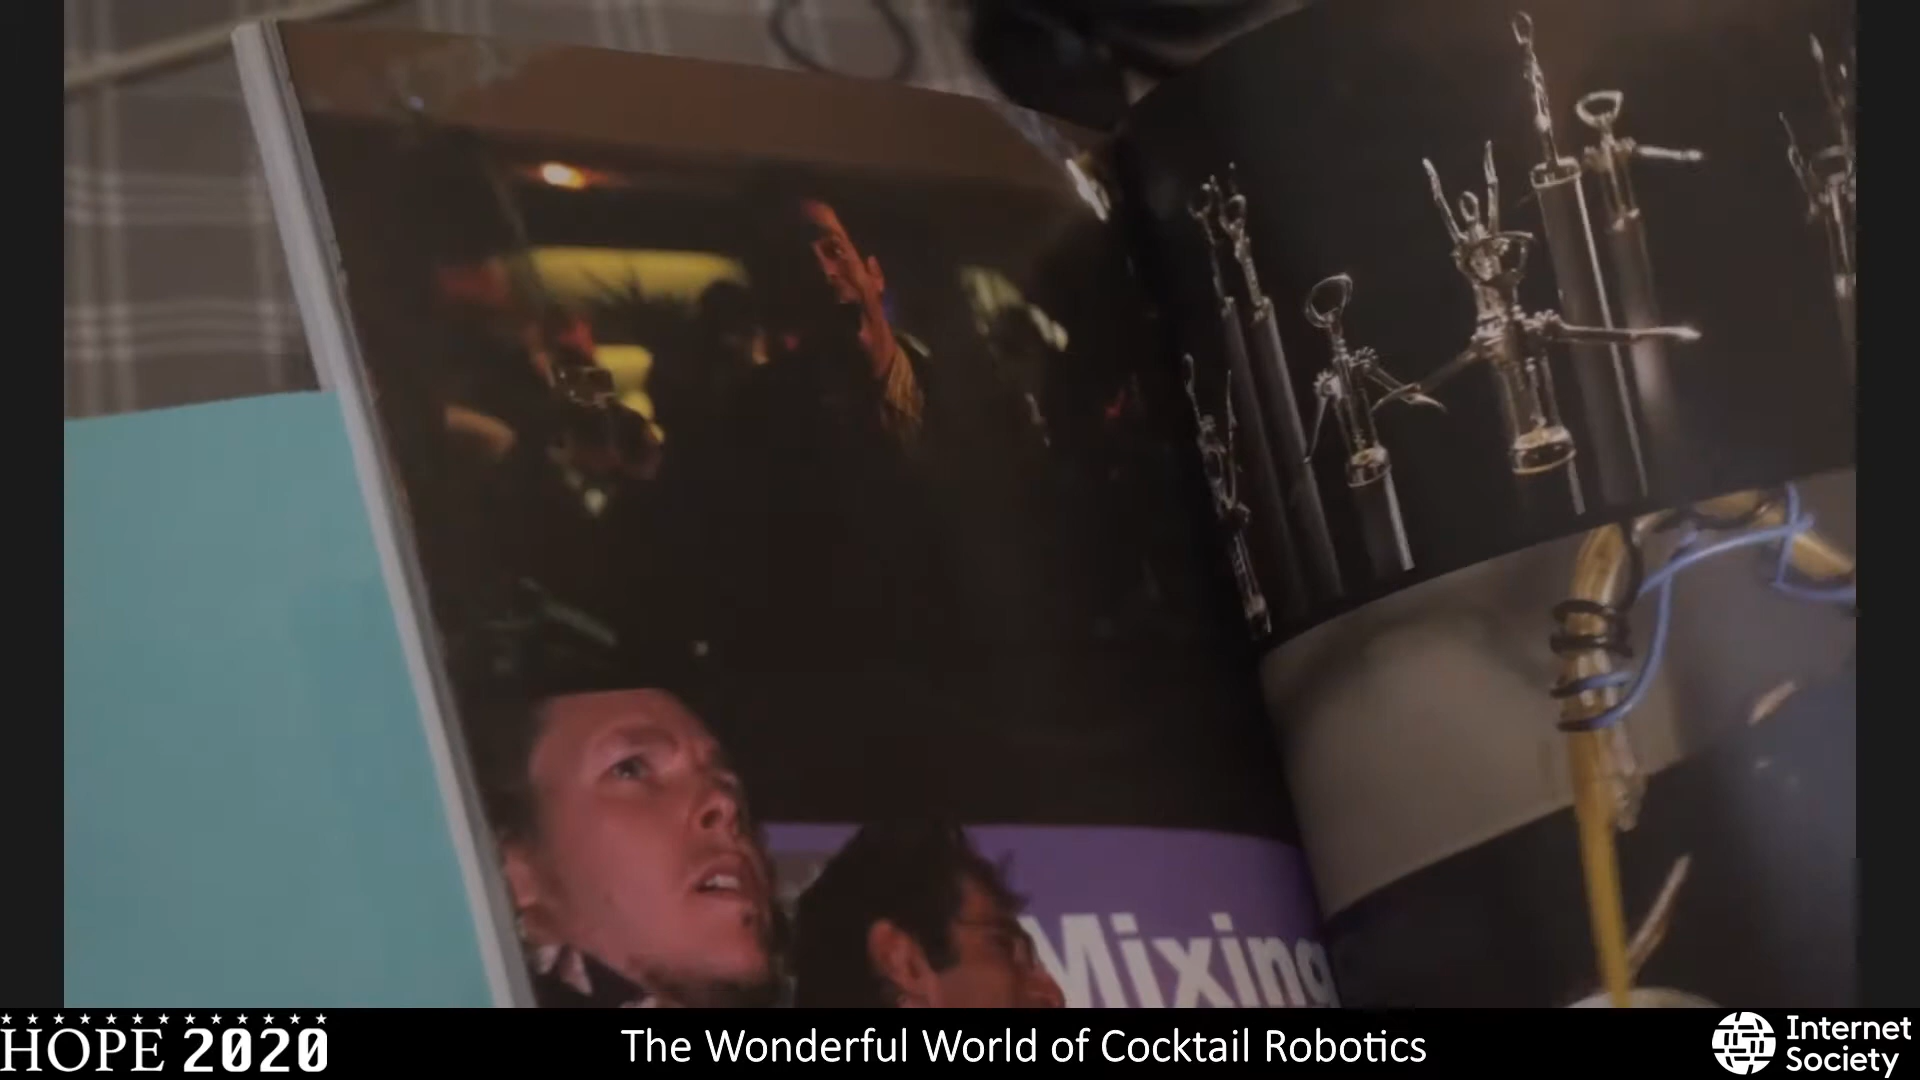 Mixing
HOPE 2020
The Wonderful World of Cocktail Robotics
Internet
Society